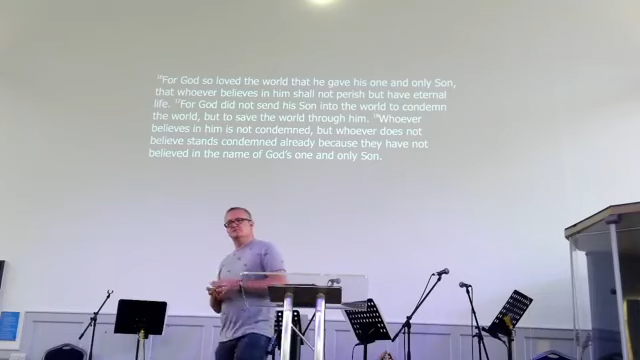 ¹⁶For God so loved the world that he gave his one and only Son,
that whoever believes in him shall not perish but have eternal
life. ¹⁷For God did not send his Son into the world to condemn
the world, but to save the world through him. ¹⁸Whoever
believes in him is not condemned, but whoever does not
believe stands condemned already because they have not
believed in the name of God's one and only Son.